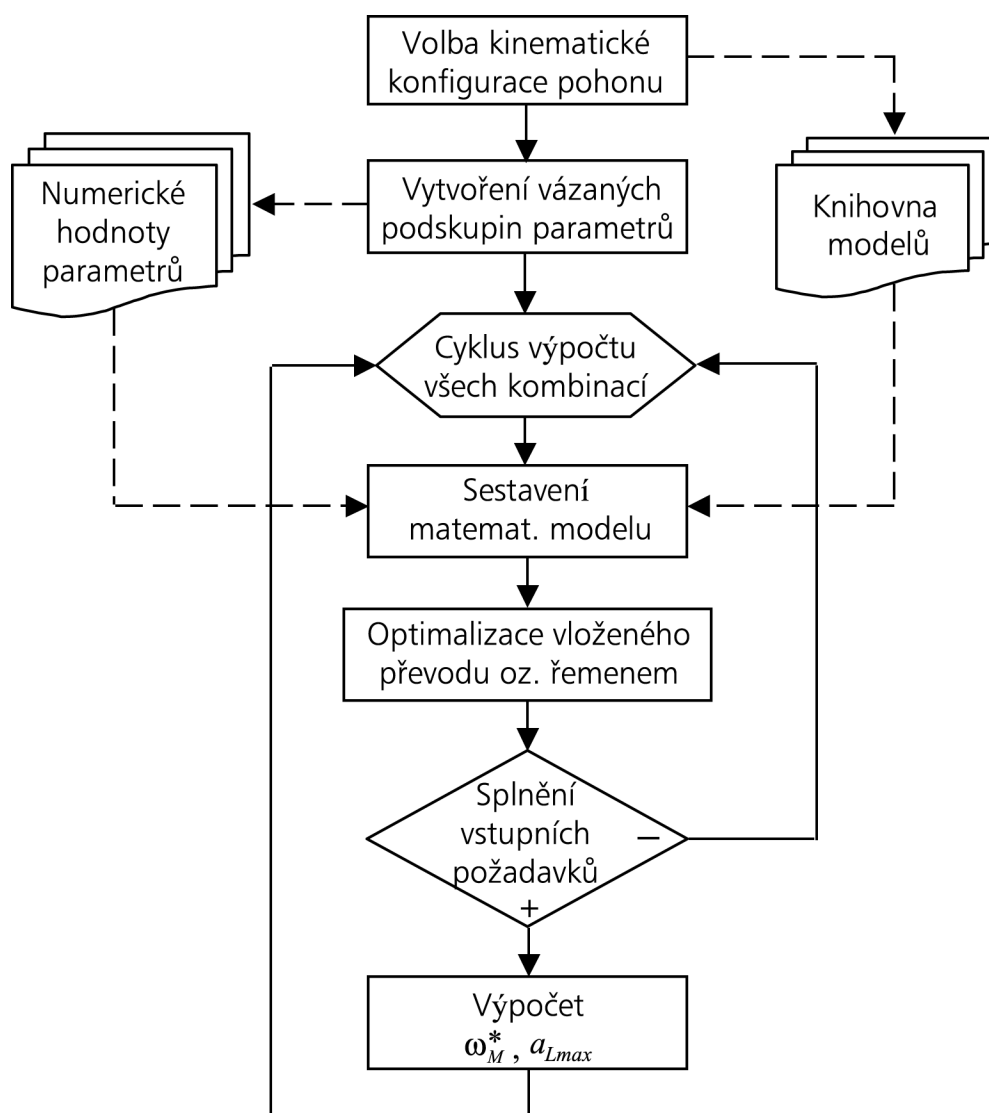 Volba kinematické
konfigurace pohonu
Numerické
hodnoty
parametrů
Vytvoření vázaných
podskupin parametrů
Knihovna
modelů
Cyklus výpočtu
všech kombinací
Sestavení
matemat. modelu
Optimalizace vloženého
převodu oz. řemenem
Splnění
vstupních
požadavků
−
+
Výpočet
ω*M , aLmax